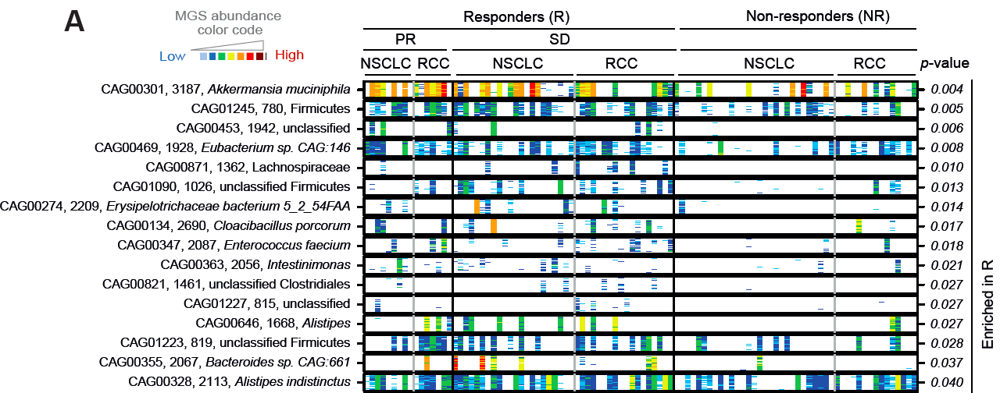 A
MGS abundance
color code
Low
High
Responders (R)
Non-responders (NR)
PR
SD
NSCLC
RCC
NSCLC
RCC
NSCLC
RCC
p-value
CAG00301, 3187, Akkermansia muciniphila 0.004
CAG01245, 780, Firmicutes 0.005
CAG00453, 1942, unclassified 0.006
CAG00469, 1928, Eubacterium sp. CAG:146 0.008
CAG00871, 1362, Lachnospiraceae 0.010
CAG01090, 1026, unclassified Firmicutes 0.013
CAG00274, 2209, Erysipelotrichaceae bacterium 5_2_54FAA 0.014
CAG00134, 2690, Cloacibacillus porcorum 0.017
CAG00347, 2087, Enterococcus faecium 0.018
CAG00363, 2056, Intestinimonas 0.021
CAG00821, 1461, unclassified Clostridiales 0.027
CAG01227, 815, unclassified 0.027
CAG00646, 1668, Alistipes 0.027
CAG01223, 819, unclassified Firmicutes 0.028
CAG00355, 2067, Bacteroides sp. CAG:661 0.037
CAG00328, 2113, Alistipes indistinctus 0.040
Enriched in R